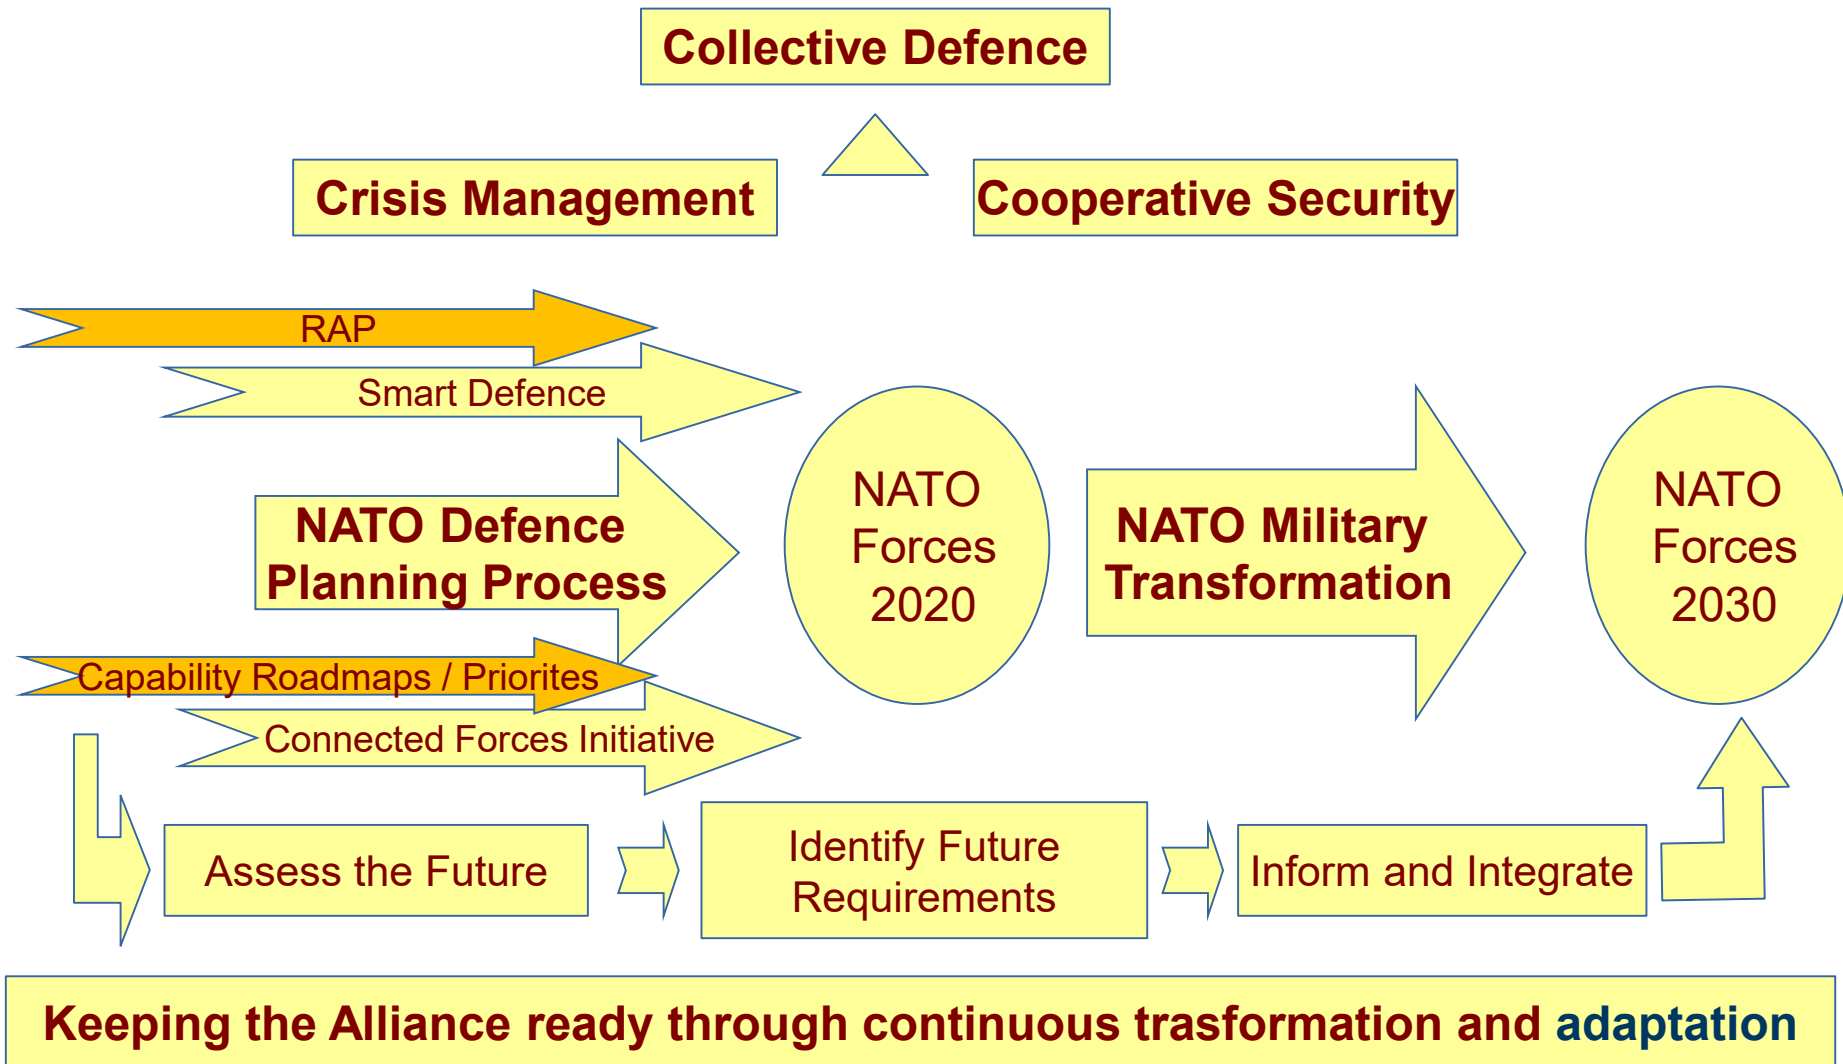 Collective Defence
Crisis Management
Cooperative Security
RAP
Smart Defence
NATO Defence
Planning Process
NATO
Forces
2020
NATO Military
Transformation
NATO
Forces
2030
Capability Roadmaps / Priorites
Connected Forces Initiative
Assess the Future
Identify Future
Requirements
Inform and Integrate
Keeping the Alliance ready through continuous trasformation and adaptation